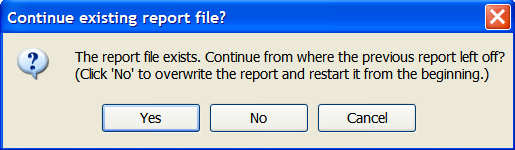 Continue existing report file?
The report file exists. Continue from where the previous report left off?
(Click 'No' to overwrite the report and restart it from the beginning.)
Yes
No
Cancel